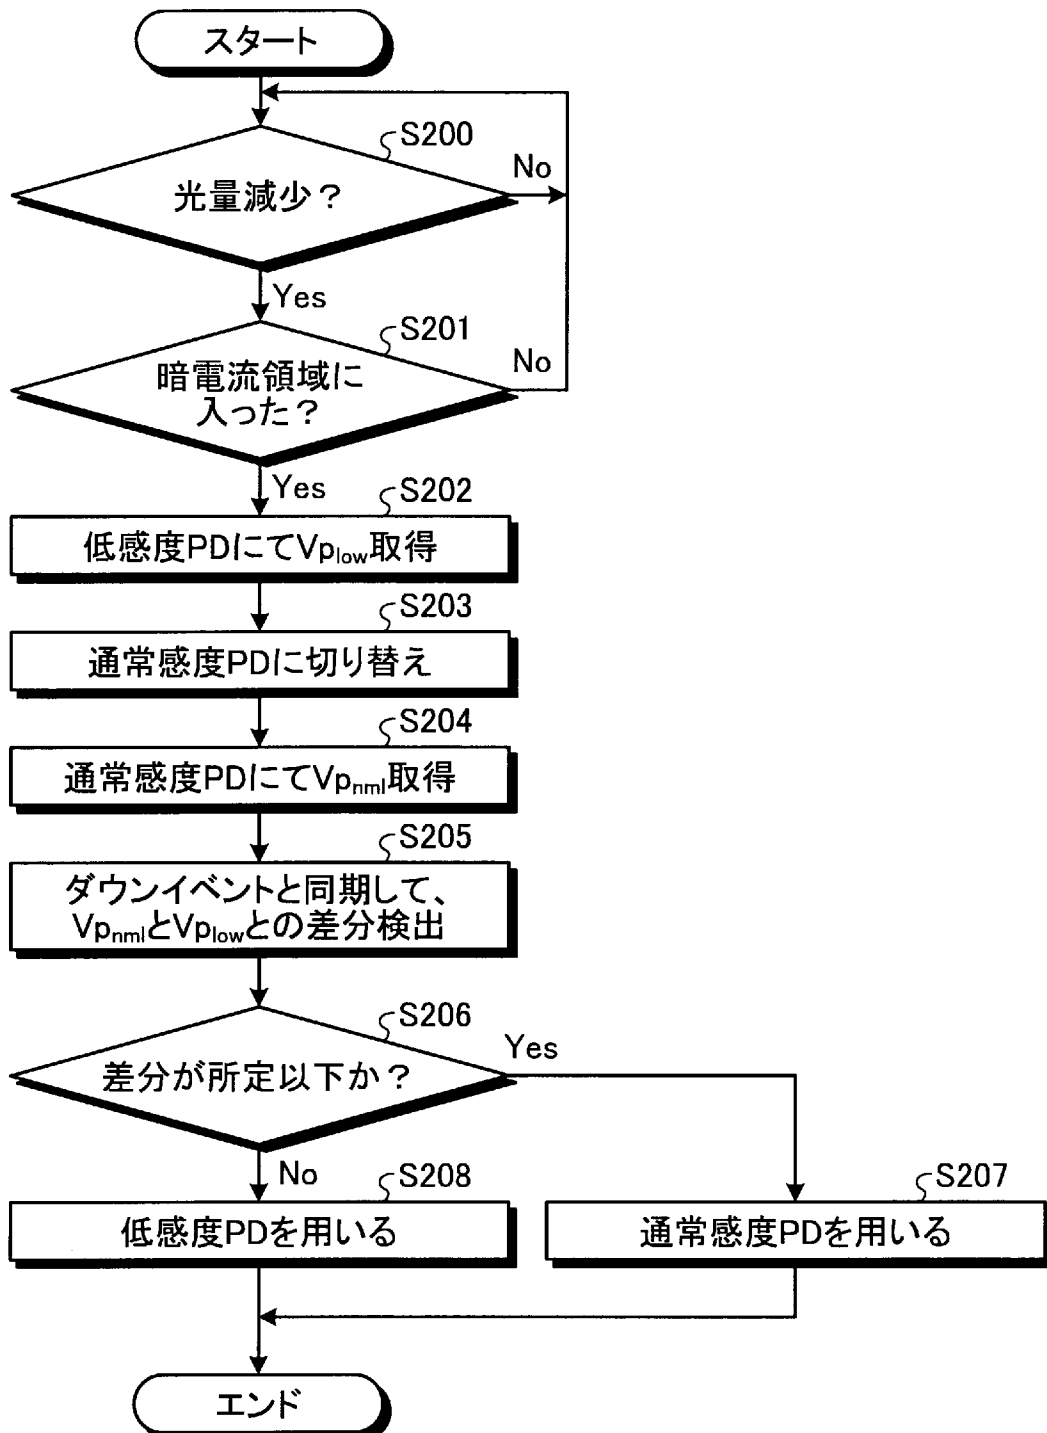 スタート
S200
光量減少？
No
Yes
S201
暗電流領域に
入った？
No
Yes
S202
低感度PDにてVplow取得
S203
通常感度PDに切り替え
S204
通常感度PDにてVpnml取得
S205
ダウンイベントと同期して、
VpnmlとVplowとの差分検出
S206
差分が所定以下か？
Yes
No
S208
低感度PDを用いる
S207
通常感度PDを用いる
エンド